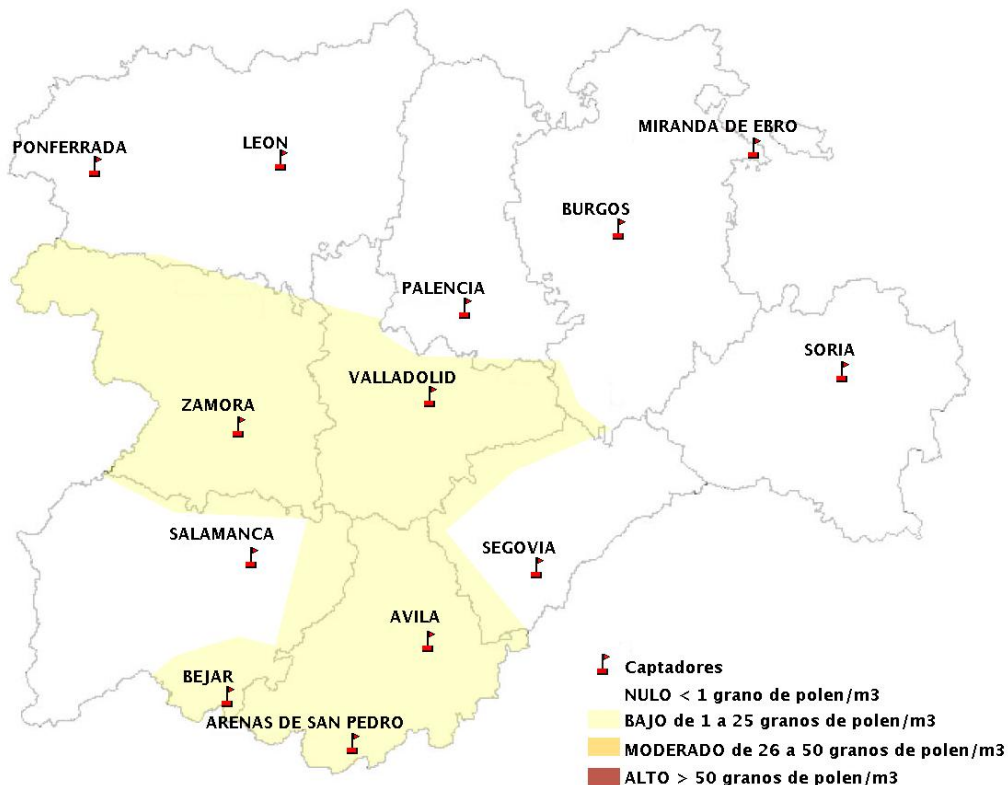 MIRANDA DE EBRO
PONFERRADA
LEON
BURGOS
PALENCIA
SORIA
VALLADOLID
ZAMORA
SALAMANCA
SEGOVIA
AVILA
BEJAR
ARENAS DE SAN PEDRO
Captadores
NULO < 1 grano de polen/m3
BAJO de 1 a 25 granos de polen/m3
MODERADO de 26 a 50 granos de polen/m3
ALTO > 50 granos de polen/m3